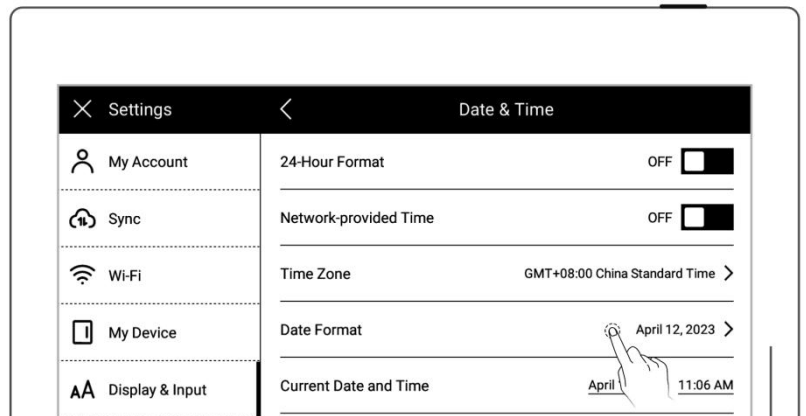 Settings
Date & Time
My Account
24-Hour Format
OFF
Sync
Network-provided Time
OFF
Wi-Fi
Time Zone
GMT+08:00 China Standard Time
My Device
Date Format
April 12, 2023
AA Display & Input
Current Date and Time
April
11:06 AM